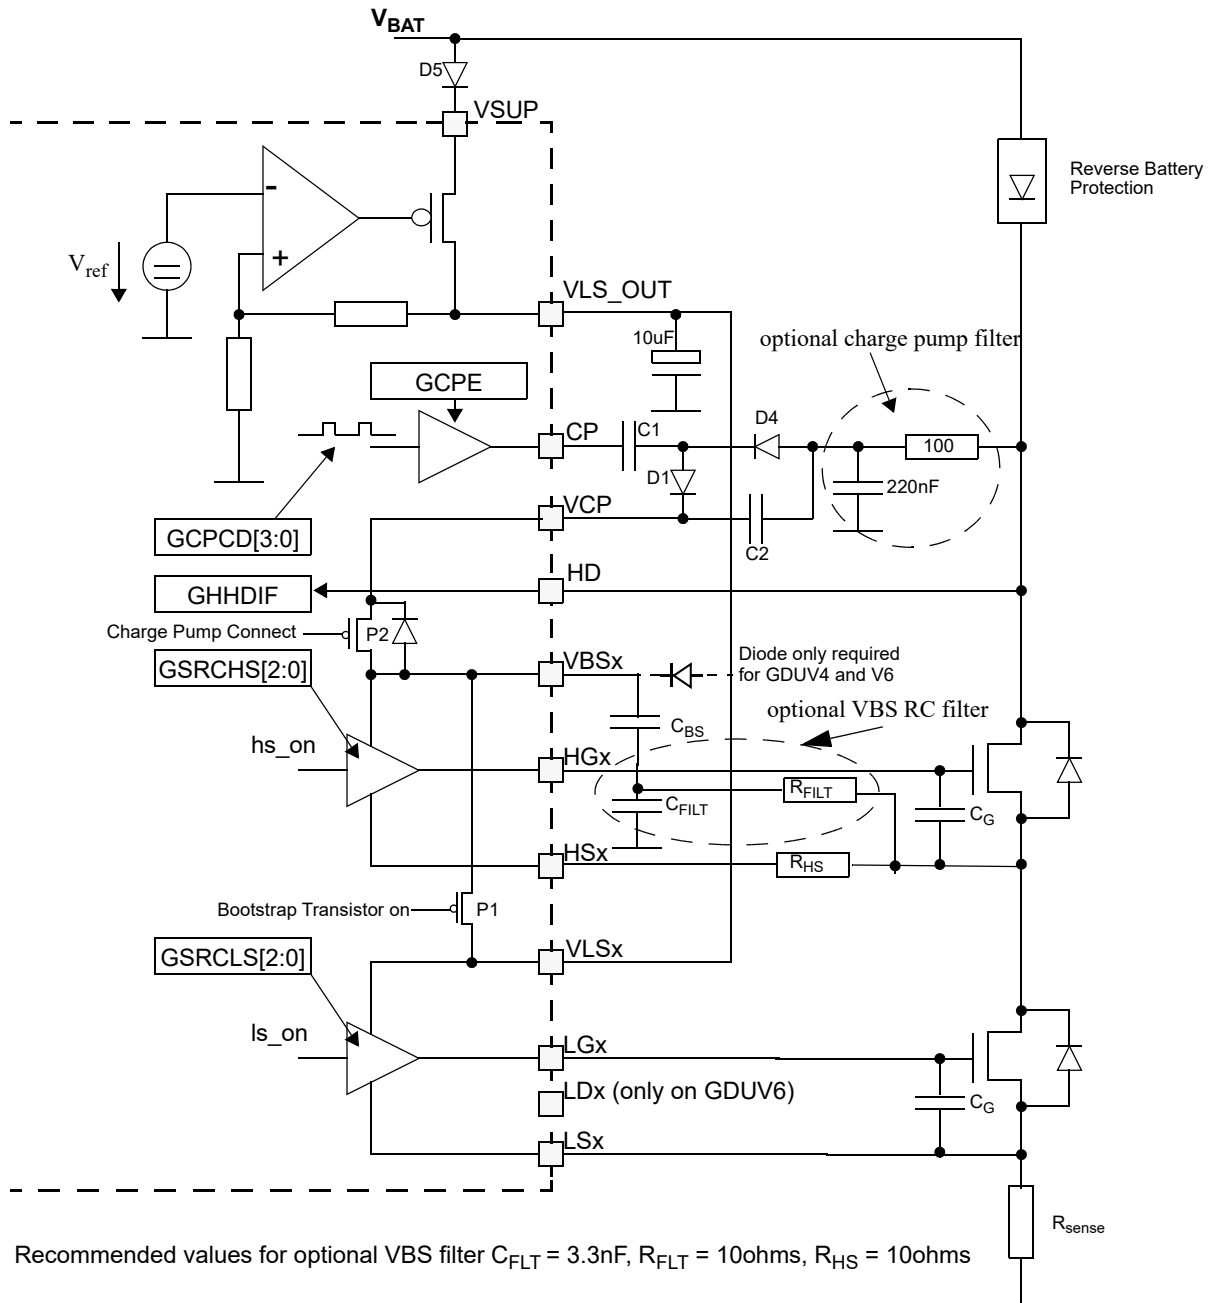 VBAT
D5
VSUP
Reverse Battery
Protection
-
+
Vref
VLS_OUT
10uF
optional charge pump filter
GCPE
CP
C1
D4
100
D1
220nF
VCP
C2
GCPCD[3:0]
HD
GHHDIF
Charge Pump Connect
P2
GSRCHS[2:0]
VBSx
Diode only required
for GDUV4 and V6
optional VBS RC filter
CBS
hs_on
HGx
RFILT
CFILT
CG
HSx
RHS
Bootstrap Transistor on
P1
GSRCLS[2:0]
VLSx
ls_on
LGx
LDx (only on GDUV6)
CG
LSx
Rsense
Recommended values for optional VBS filter CFLT = 3.3nF, RFLT = 10ohms, RHS = 10ohms